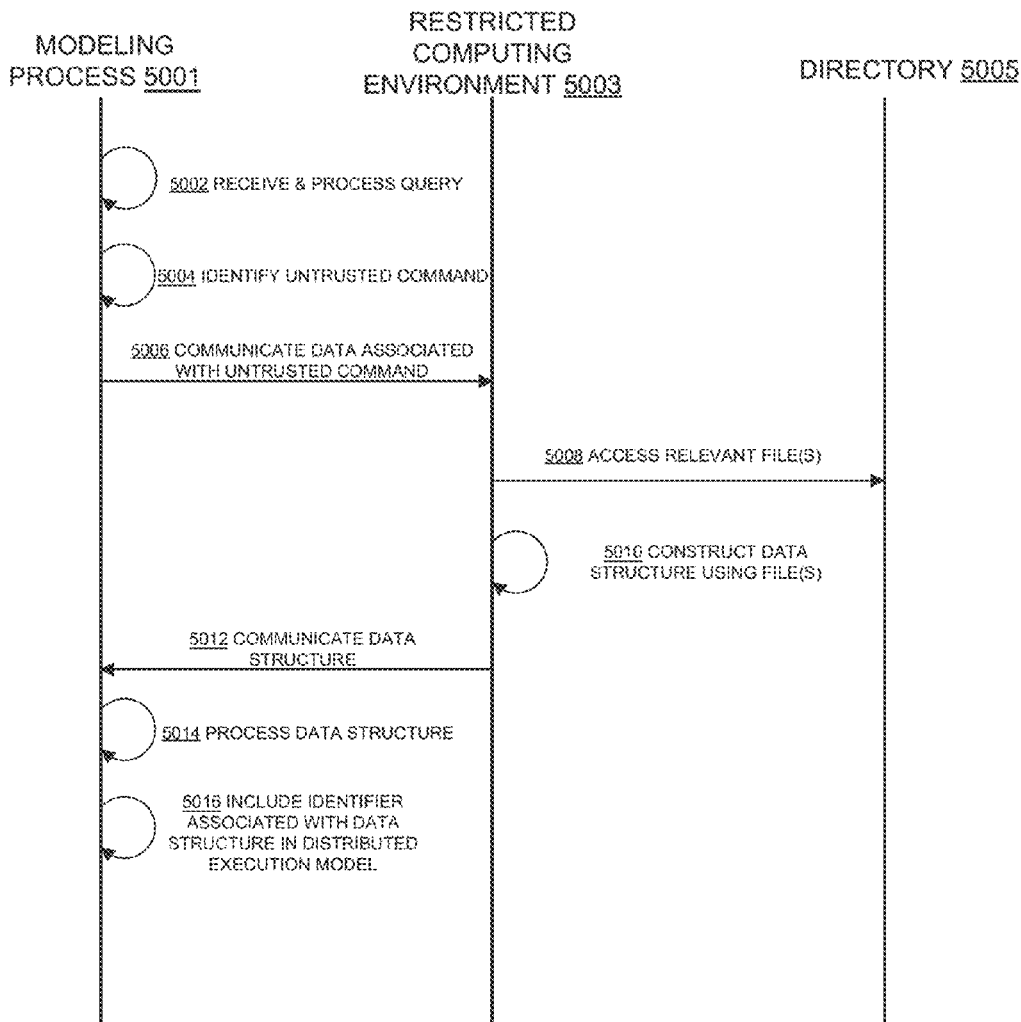 MODELING
PROCESS 5001
RESTRICTED
COMPUTING
ENVIRONMENT 5003
DIRECTORY 5005
5002 RECEIVE & PROCESS QUERY
5004 IDENTIFY UNTRUSTED COMMAND
5006 COMMUNICATE DATA ASSOCIATED
WITH UNTRUSTED COMMAND
5008 ACCESS RELEVANT FILE(S)
5010 CONSTRUCT DATA
STRUCTURE USING FILE(S)
5012 COMMUNICATE DATA
STRUCTURE
5014 PROCESS DATA STRUCTURE
5016 INCLUDE IDENTIFIER
ASSOCIATED WITH DATA
STRUCTURE IN DISTRIBUTED
EXECUTION MODEL